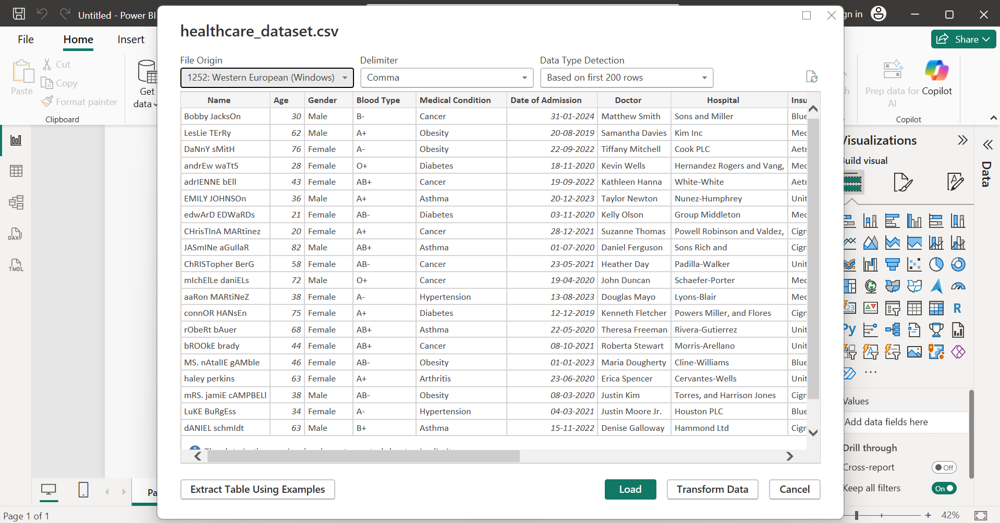 Untitled - Power BI
gn in
File
Home
Insert
Share
Paste
Cut
Copy
Format painter
Clipboard
Get
data
Prep data for
AI
Copilot
Copilot
healthcare_dataset.csv
File Origin
Delimiter
Data Type Detection
1252: Western European (Windows)
Comma
Based on first 200 rows
Name Age Gender Blood Type Medical Condition Date of Admission Doctor Hospital Insu
Bobby JacksOn 30 Male B- Cancer 31-01-2024 Matthew Smith Sons and Miller Blue
LesLie TErRy 62 Male A+ Obesity 20-08-2019 Samantha Davies Kim Inc Med
DaNnY sMitH 76 Female A- Obesity 22-09-2022 Tiffany Mitchell Cook PLC Aetn
andrEw waTtS 28 Female O+ Diabetes 18-11-2020 Kevin Wells Hernandez Rogers and Vang, Med
adrIENNE bEll 43 Female AB+ Cancer 19-09-2022 Kathleen Hanna White-White Aetn
EMILY JOHNSOn 36 Male A+ Asthma 20-12-2023 Taylor Newton Nunez-Humphrey Unit
edwArD EDWaRDs 21 Female AB- Diabetes 03-11-2020 Kelly Olson Group Middleton Med
CHrisTInA MARtinez 20 Female A+ Cancer 28-12-2021 Suzanne Thomas Powell Robinson and Valdez, Cign
JASmINe aGuIlaR 82 Male AB+ Asthma 01-07-2020 Daniel Ferguson Sons Rich and Cign
ChRISTopher BerG 58 Female AB- Cancer 23-05-2021 Heather Day Padilla-Walker Unit
mIchElLe daniELs 72 Male O+ Cancer 19-04-2020 John Duncan Schaefer-Porter Med
aaRon MARtiNeZ 38 Female A- Hypertension 13-08-2023 Douglas Mayo Lyons-Blair Med
connOR HANsEn 75 Female A+ Diabetes 12-12-2019 Kenneth Fletcher Powers Miller, and Flores Cign
rObeRt bAuer 68 Female AB+ Asthma 22-05-2020 Theresa Freeman Rivera-Gutierrez Unit
bROOkE brady 44 Female AB+ Cancer 08-10-2021 Roberta Stewart Morris-Arellano Unit
MS. nAtalIE gAMble 46 Female AB- Obesity 01-01-2023 Maria Dougherty Cline-Williams Blue
haley perkins 63 Female A+ Arthritis 23-06-2020 Erica Spencer Cervantes-Wells Unit
mRS. jamiE cAMPBELl 38 Male AB- Obesity 08-03-2020 Justin Kim Torres, and Harrison Jones Cign
LuKE BuRgEss 34 Female A- Hypertension 04-03-2021 Justin Moore Jr. Houston PLC Blue
dANIEL schmIdt 63 Male B+ Asthma 15-11-2022 Denise Galloway Hammond Ltd Cign
Extract Table Using Examples
Load
Transform Data
Cancel
Visualizations
Build visual
Data
DAX
TMDL
123
R
Py
Values
Add data fields here
Drill through
Cross-report
Off
Keep all filters
On
Pa
Page 1 of 1
42%